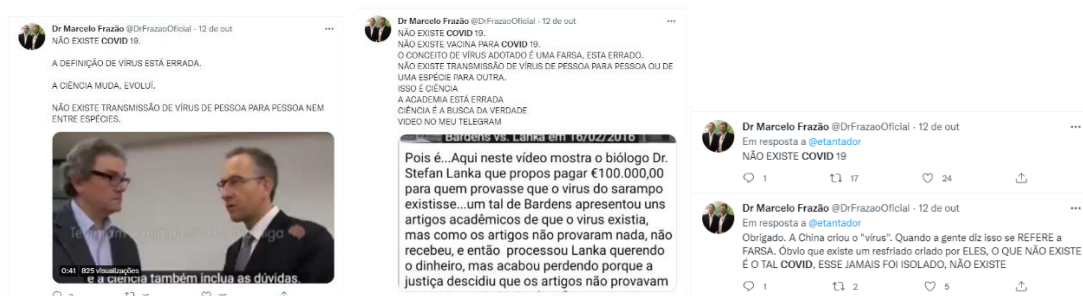 Dr Marcelo Frazão @DrFrazaoOficial · 12 de out
NÃO EXISTE COVID 19.
A DEFINIÇÃO DE VÍRUS ESTÁ ERRADA.
A CIÊNCIA MUDA, EVOLUÍ.
NÃO EXISTE TRANSMISSÃO DE VÍRUS DE PESSOA PARA PESSOA NEM
ENTRE ESPÉCIES.
0:41 825 visualizações
e a ciência também inclua as dúvidas.
Dr Marcelo Frazão @DrFrazaoOficial · 12 de out
NÃO EXISTE COVID 19.
NÃO EXISTE VACINA PARA COVID 19.
O CONCEITO DE VÍRUS ADOTADO É UMA FARSA, ESTA ERRADO.
NÃO EXISTE TRANSMISSÃO DE VÍRUS DE PESSOA PARA PESSOA OU DE
UMA ESPÉCIE PARA OUTRA.
ISSO É CIÊNCIA
A ACADEMIA ESTÁ ERRADA
CIÊNCIA É A BUSCA DA VERDADE
VIDEO NO MEU TELEGRAM
Bardens vs. Lanka em 16/02/2016
Pois é...Aqui neste vídeo mostra o biólogo Dr.
Stefan Lanka que propos pagar €100.000,00
para quem provasse que o virus do sarampo
existisse...um tal de Bardens apresentou uns
artigos acadêmicos de que o virus existia,
mas como os artigos não provaram nada, não
recebeu, e então processou Lanka querendo
o dinheiro, mas acabou perdendo porque a
justiça descidiu que os artigos não provavam
Dr Marcelo Frazão @DrFrazaoOficial · 12 de out
Em resposta a @etantador
NÃO EXISTE COVID 19
1 17 24
Dr Marcelo Frazão @DrFrazaoOficial · 12 de out
Em resposta a @etantador
Obrigado. A China criou o "vírus". Quando a gente diz isso se REFERE a
FARSA. Óbvio que existe um resfriado criado por ELES, O QUE NÃO EXISTE
É O TAL COVID, ESSE JAMAIS FOI ISOLADO, NÃO EXISTE
1 2 5